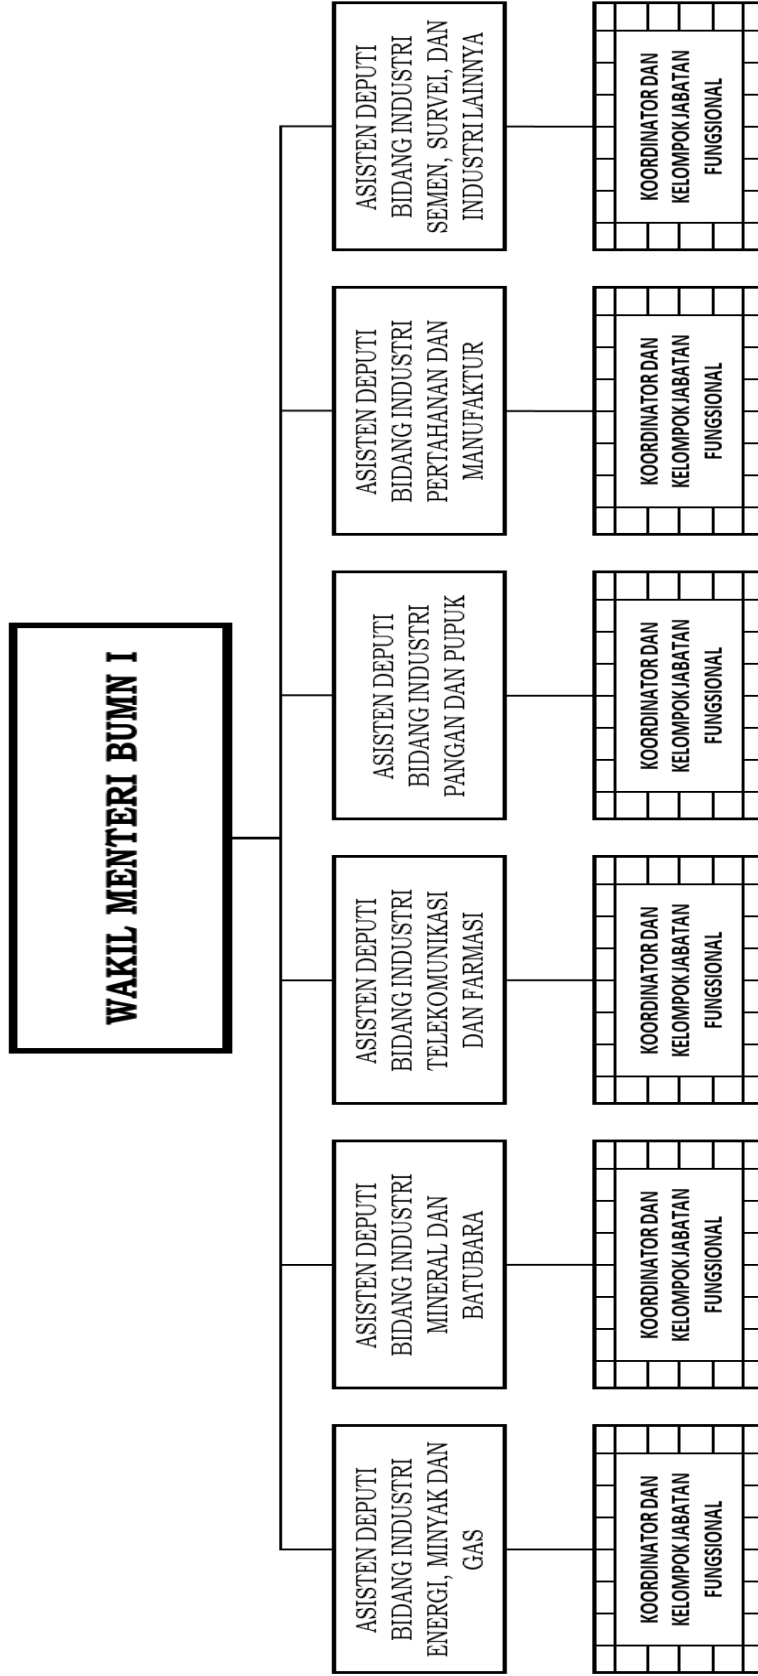 WAKIL MENTERI BUMN I
ASISTEN DEPUTI
BIDANG INDUSTRI
ENERGI, MINYAK DAN
GAS
ASISTEN DEPUTI
BIDANG INDUSTRI
MINERAL DAN
BATUBARA
ASISTEN DEPUTI
BIDANG INDUSTRI
TELEKOMUNIKASI
DAN FARMASI
ASISTEN DEPUTI
BIDANG INDUSTRI
PANGAN DAN PUPUK
ASISTEN DEPUTI
BIDANG INDUSTRI
PERTAHANAN DAN
MANUFAKTUR
ASISTEN DEPUTI
BIDANG INDUSTRI
SEMEN, SURVEI, DAN
INDUSTRI LAINNYA
KOORDINATOR DAN
KELOMPOK JABATAN
FUNGSIONAL
KOORDINATOR DAN
KELOMPOK JABATAN
FUNGSIONAL
KOORDINATOR DAN
KELOMPOK JABATAN
FUNGSIONAL
KOORDINATOR DAN
KELOMPOK JABATAN
FUNGSIONAL
KOORDINATOR DAN
KELOMPOK JABATAN
FUNGSIONAL
KOORDINATOR DAN
KELOMPOK JABATAN
FUNGSIONAL